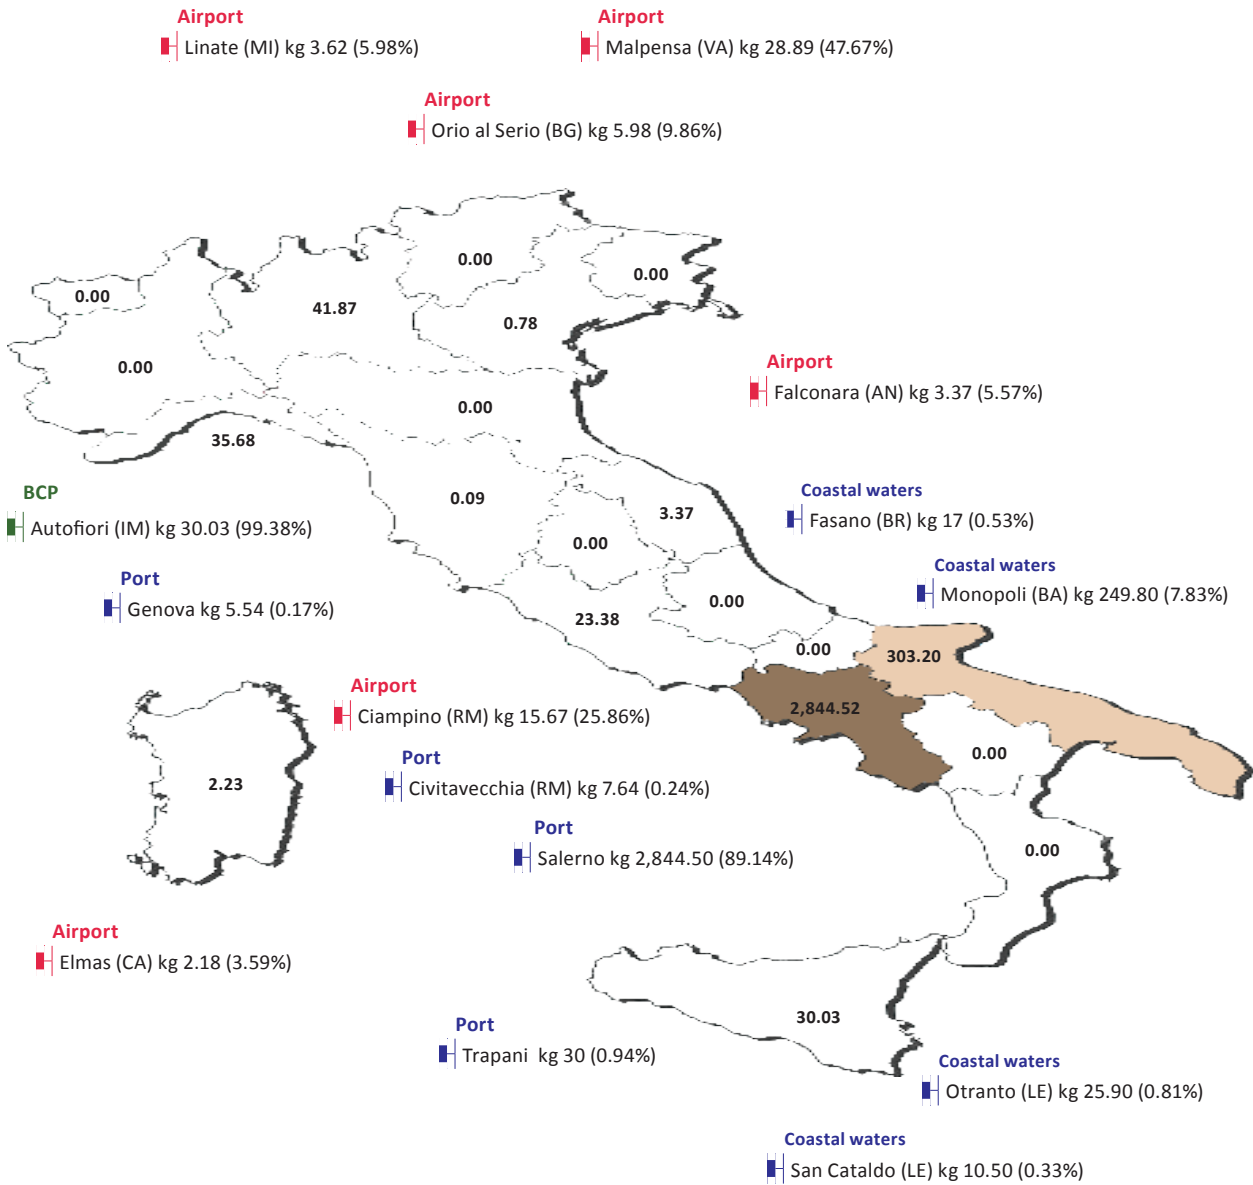 Airport
Linate (MI) kg 3.62 (5.98%)
Airport
Malpensa (VA) kg 28.89 (47.67%)
Airport
Orio al Serio (BG) kg 5.98 (9.86%)
0.00
0.00
0.00
41.87
0.78
0.00
Airport
Falconara (AN) kg 3.37 (5.57%)
0.00
35.68
BCP
Autofiori (IM) kg 30.03 (99.38%)
0.09
3.37
Coastal waters
Fasano (BR) kg 17 (0.53%)
0.00
Port
Genova kg 5.54 (0.17%)
Coastal waters
Monopoli (BA) kg 249.80 (7.83%)
0.00
23.38
0.00
303.20
Airport
Ciampino (RM) kg 15.67 (25.86%)
2,844.52
0.00
2.23
Port
Civitavecchia (RM) kg 7.64 (0.24%)
Port
Salerno kg 2,844.50 (89.14%)
0.00
Airport
Elmas (CA) kg 2.18 (3.59%)
30.03
Port
Trapani kg 30 (0.94%)
Coastal waters
Otranto (LE) kg 25.90 (0.81%)
Coastal waters
San Cataldo (LE) kg 10.50 (0.33%)